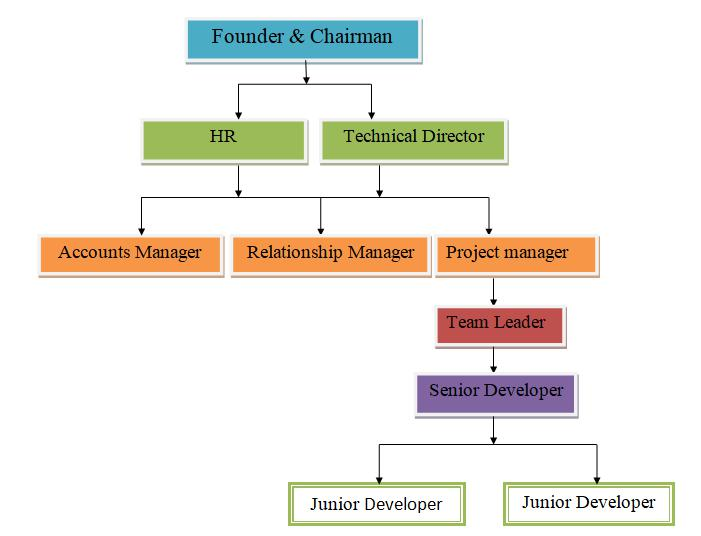 Founder & Chairman
HR
Technical Director
Accounts Manager
Relationship Manager
Project manager
Team Leader
Senior Developer
Junior Developer
Junior Developer